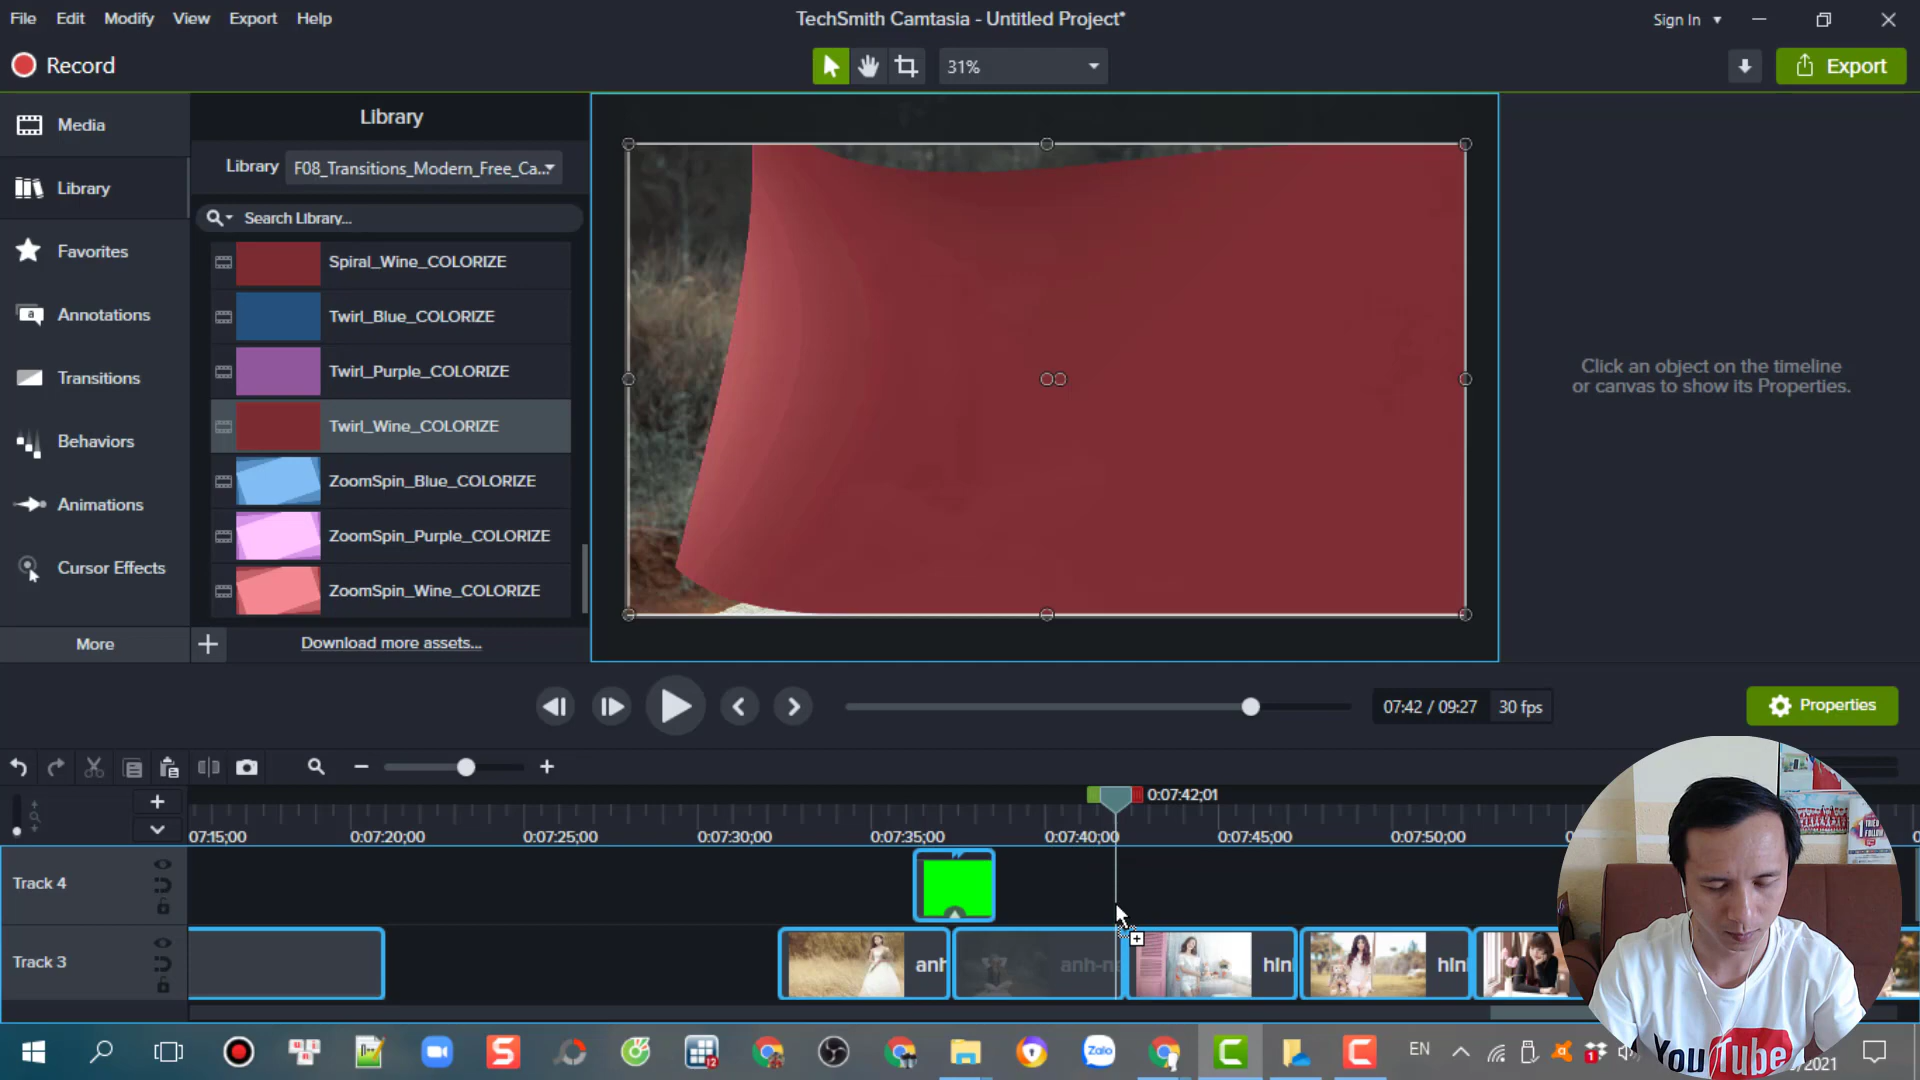 File Edit Modify View Export Help
TechSmith Camtasia - Untitled Project*
Sign In
Record
31%
Export
Media
Library
Favorites
Annotations
Transitions
Behaviors
Animations
Cursor Effects
More
Library
Library F08_Transitions_Modern_Free_Ca...
Search Library...
Spiral_Wine_COLORIZE
Twirl_Blue_COLORIZE
Twirl_Purple_COLORIZE
Twirl_Wine_COLORIZE
ZoomSpin_Blue_COLORIZE
ZoomSpin_Purple_COLORIZE
ZoomSpin_Wine_COLORIZE
Download more assets...
Click an object on the timeline
or canvas to show its Properties.
07:42 / 09:27 30 fps
Properties
0:07:42;01
07:15;00 0:07:20;00 0:07:25;00 0:07:30;00 0:07:35;00 0:07:40;00 0:07:45;00 0:07:50;00
Track 4
Track 3
anh
hìnl
hìnl
EN
YouTube